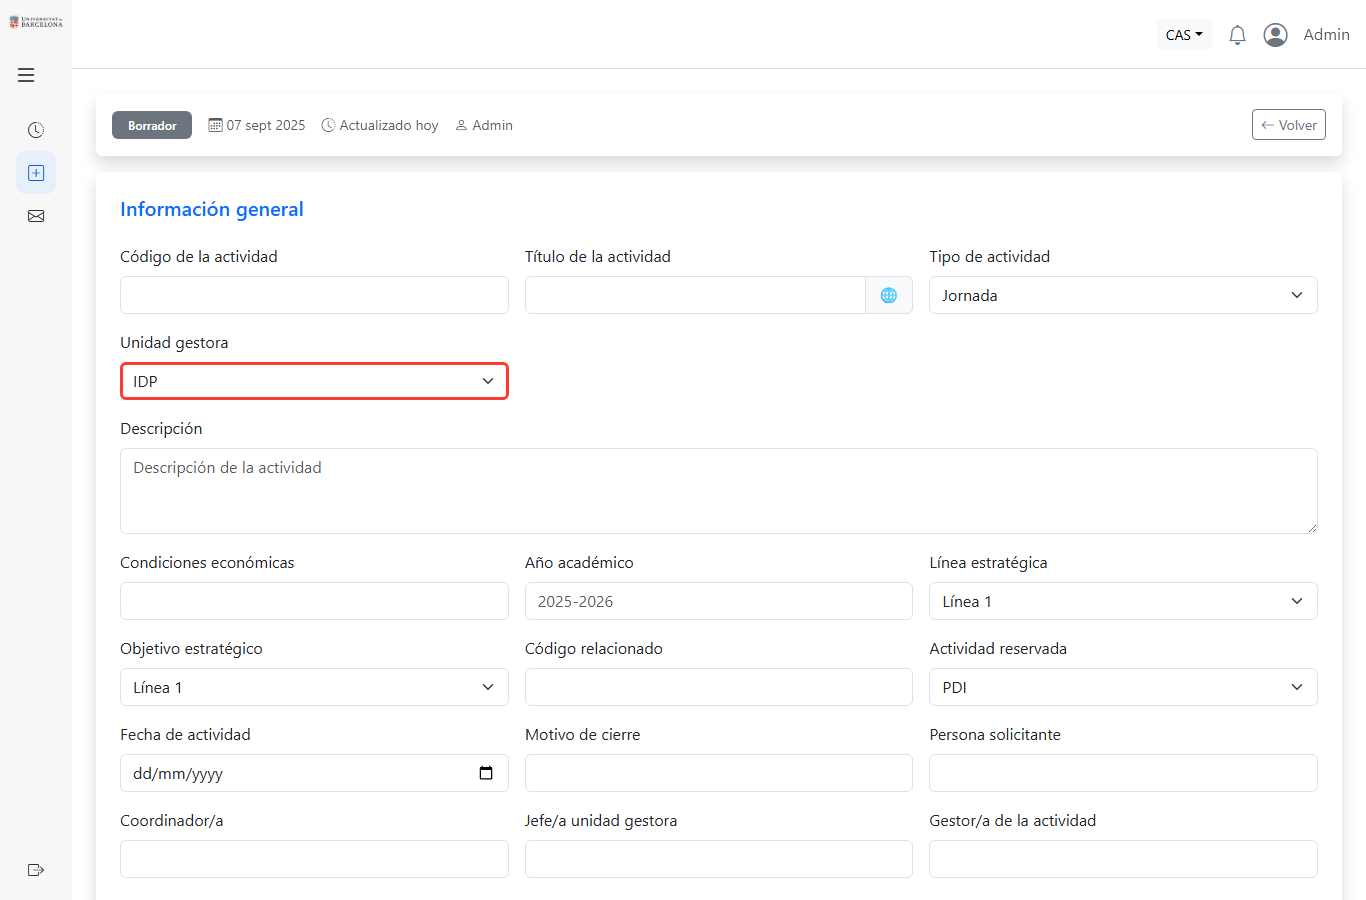 UNIVERSITAT DE
BARCELONA
CAS
Admin
Borrador
07 sept 2025
Actualizado hoy
Admin
Volver
Información general
Código de la actividad
Título de la actividad
Tipo de actividad
Jornada
Unidad gestora
IDP
Descripción
Descripción de la actividad
Condiciones económicas
Año académico
Línea estratégica
2025-2026
Línea 1
Objetivo estratégico
Código relacionado
Actividad reservada
Línea 1
PDI
Fecha de actividad
Motivo de cierre
Persona solicitante
dd/mm/yyyy
Coordinador/a
Jefe/a unidad gestora
Gestor/a de la actividad